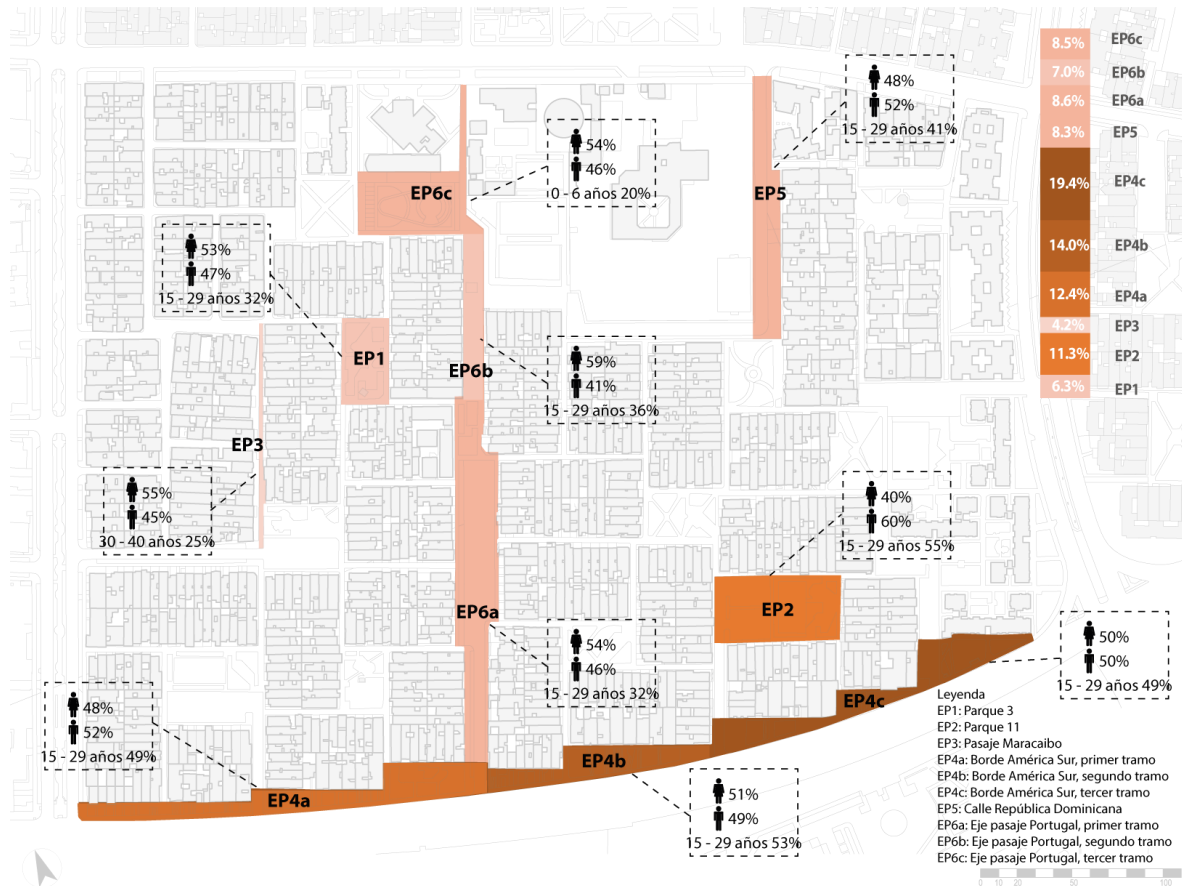 8.5% EP6c
7.0% EP6b
8.6% EP6a
8.3% EP5
19.4% EP4c
14.0% EP4b
12.4% EP4a
4.2% EP3
11.3% EP2
6.3% EP1
48%
52%
15 - 29 años 41%
54%
46%
0 - 6 años 20%
EP6c
EP5
53%
47%
15 - 29 años 32%
EP1
EP6b
59%
41%
15 - 29 años 36%
EP3
55%
45%
30 - 40 años 25%
40%
60%
15 - 29 años 55%
EP2
EP6a
54%
46%
15 - 29 años 32%
50%
50%
15 - 29 años 49%
48%
52%
15 - 29 años 49%
EP4c
EP4b
EP4a
51%
49%
15 - 29 años 53%
Leyenda
EP1: Parque 3
EP2: Parque 11
EP3: Pasaje Maracaibo
EP4a: Borde América Sur, primer tramo
EP4b: Borde América Sur, segundo tramo
EP4c: Borde América Sur, tercer tramo
EP5: Calle República Dominicana
EP6a: Eje pasaje Portugal, primer tramo
EP6b: Eje pasaje Portugal, segundo tramo
EP6c: Eje pasaje Portugal, tercer tramo
0 10 20 50 100